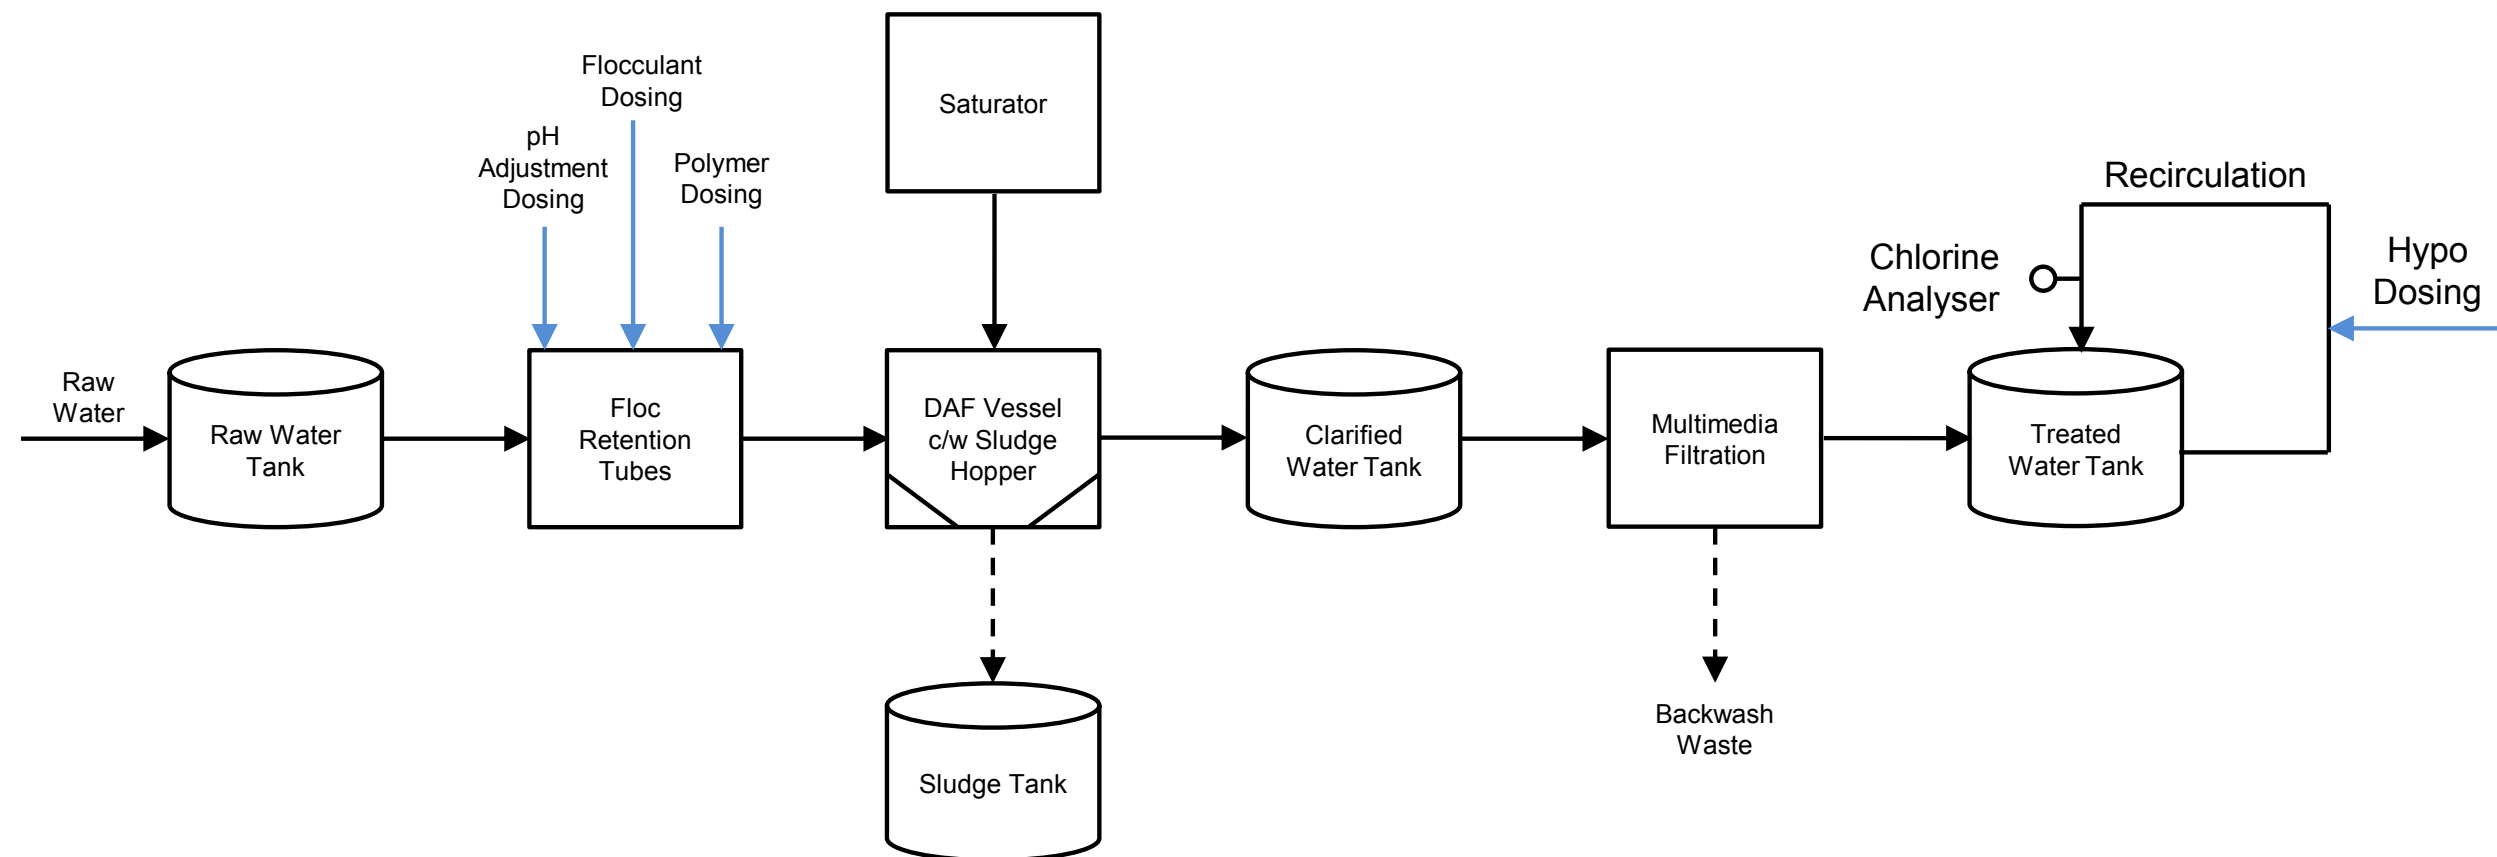 Flocculant
Dosing
pH
Adjustment
Dosing
Polymer
Dosing
Saturator
Recirculation
Chlorine
Analyser
Hypo
Dosing
Raw
Water
Raw Water
Tank
Floc
Retention
Tubes
DAF Vessel
c/w Sludge
Hopper
Clarified
Water Tank
Multimedia
Filtration
Treated
Water Tank
Backwash
Waste
Sludge Tank